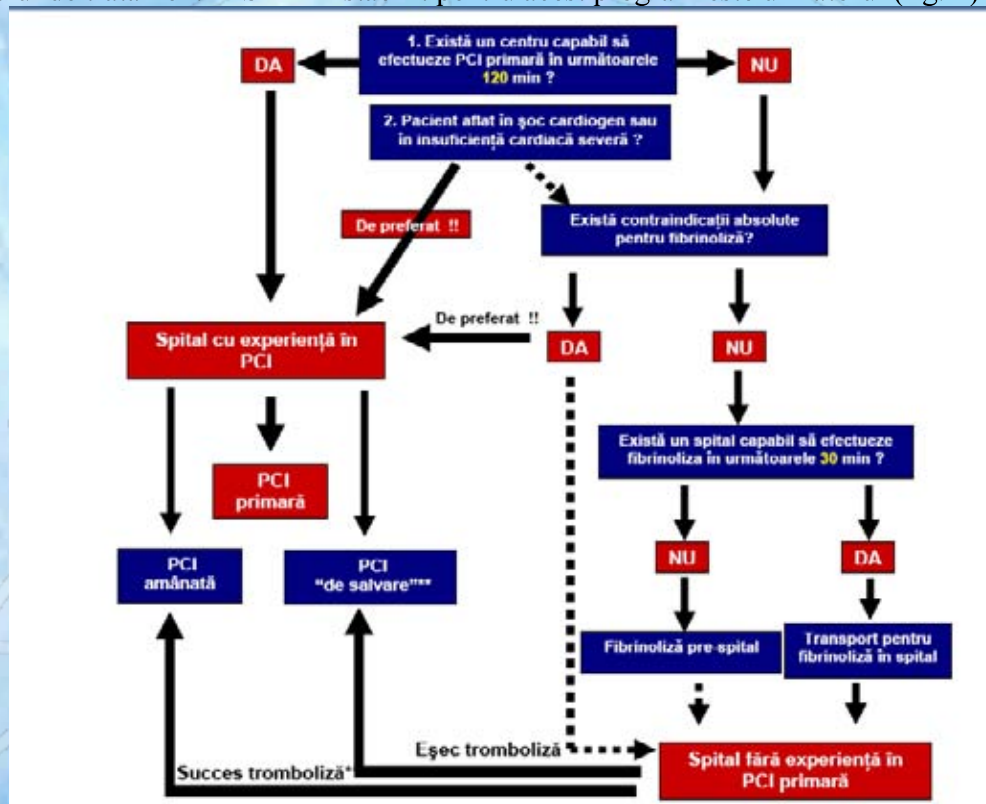 1. Există un centru capabil să
efectueze PCI primară în următoarele
120 min ?
DA
NU
2. Pacient aflat în șoc cardiogen sau
în insuficiență cardiacă severă ?
De preferat !!
Există contraindicații absolute
pentru fibrinoliză?
De preferat !!
Spital cu experiență în
PCI
DA
NU
Există un spital capabil să efectueze
fibrinoliza în următoarele 30 min ?
PCI
primară
NU
DA
PCI
amânată
PCI
"de salvare"**
Fibrinoliză pre-spital
Transport pentru
fibrinoliză în spital
Eșec tromboliză
Succes tromboliză*
Spital fără experiență în
PCI primară